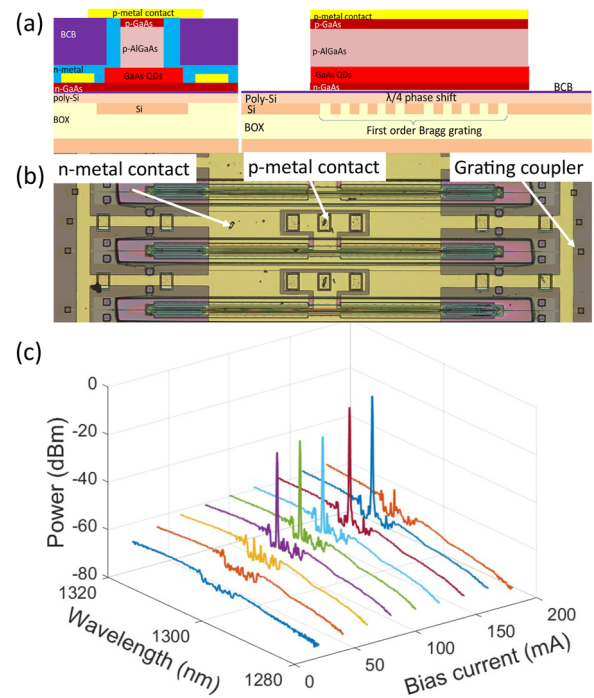 (a)
p-metal contact
p-GaAs
BCB
p-AlGaAs
n-metal
GaAs QDs
n-GaAs
poly-Si
Si
BOX
p-metal contact
p-GaAs
p-AlGaAs
GaAs QDs
n-GaAs
BCB
Poly-Si
λ/4 phase shift
Si
BOX
First order Bragg grating
(b)
n-metal contact
p-metal contact
Grating coupler
(c)
0
-20
-40
-60
-80
Power (dBm)
1320
1300
1280
Wavelength (nm)
0
50
100
150
200
Bias current (mA)